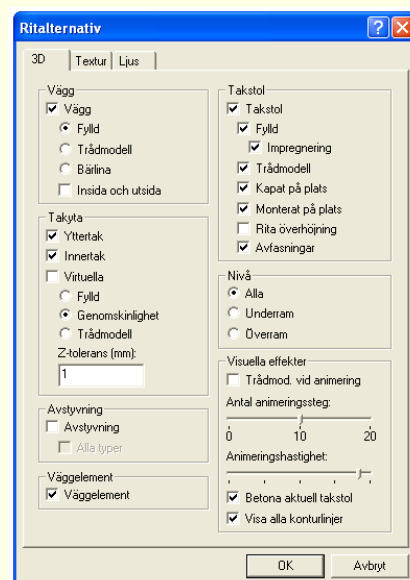 Ritalternativ
3D
Textur
Ljus
Vägg
Vägg
Fylld
Trådmodell
Bärlina
Insida och utsida
Takyta
Yttertak
Innertak
Virtuella
Fylld
Genomskinlighet
Trådmodell
Z-tolerans (mm):
1
Avstyvning
Avstyvning
Alla typer
Väggelement
Väggelement
Takstol
Takstol
Fylld
Impregnering
Trådmodell
Kapat på plats
Monterat på plats
Rita överhöjning
Avfasningar
Nivå
Alla
Underram
Överram
Visuella effekter
Trådmod. vid animering
Antal animeringssteg:
0 10 20
Animeringshastighet:
Betona aktuell takstol
Visa alla konturlinjer
OK
Avbryt